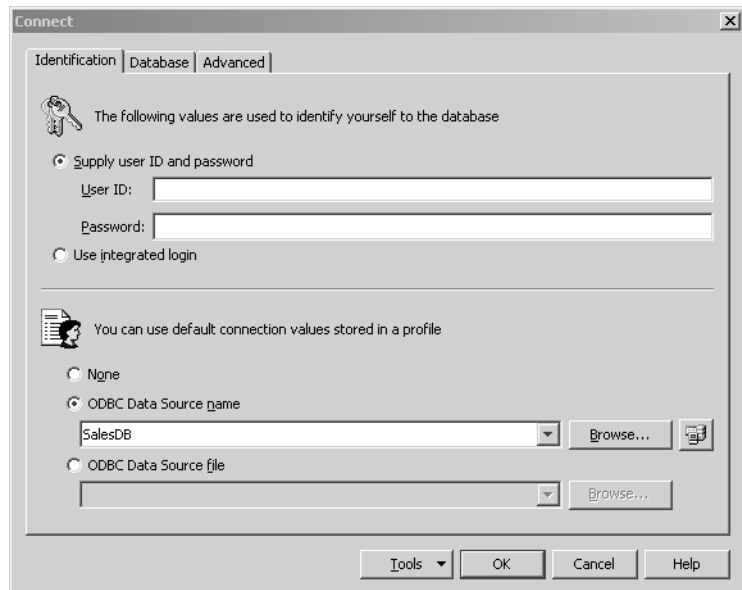 Connect
Identification Database Advanced
The following values are used to identify yourself to the database
Supply user ID and password
User ID:
Password:
Use integrated login
You can use default connection values stored in a profile
None
ODBC Data Source name
SalesDB Browse...
ODBC Data Source file
Browse...
Tools OK Cancel Help